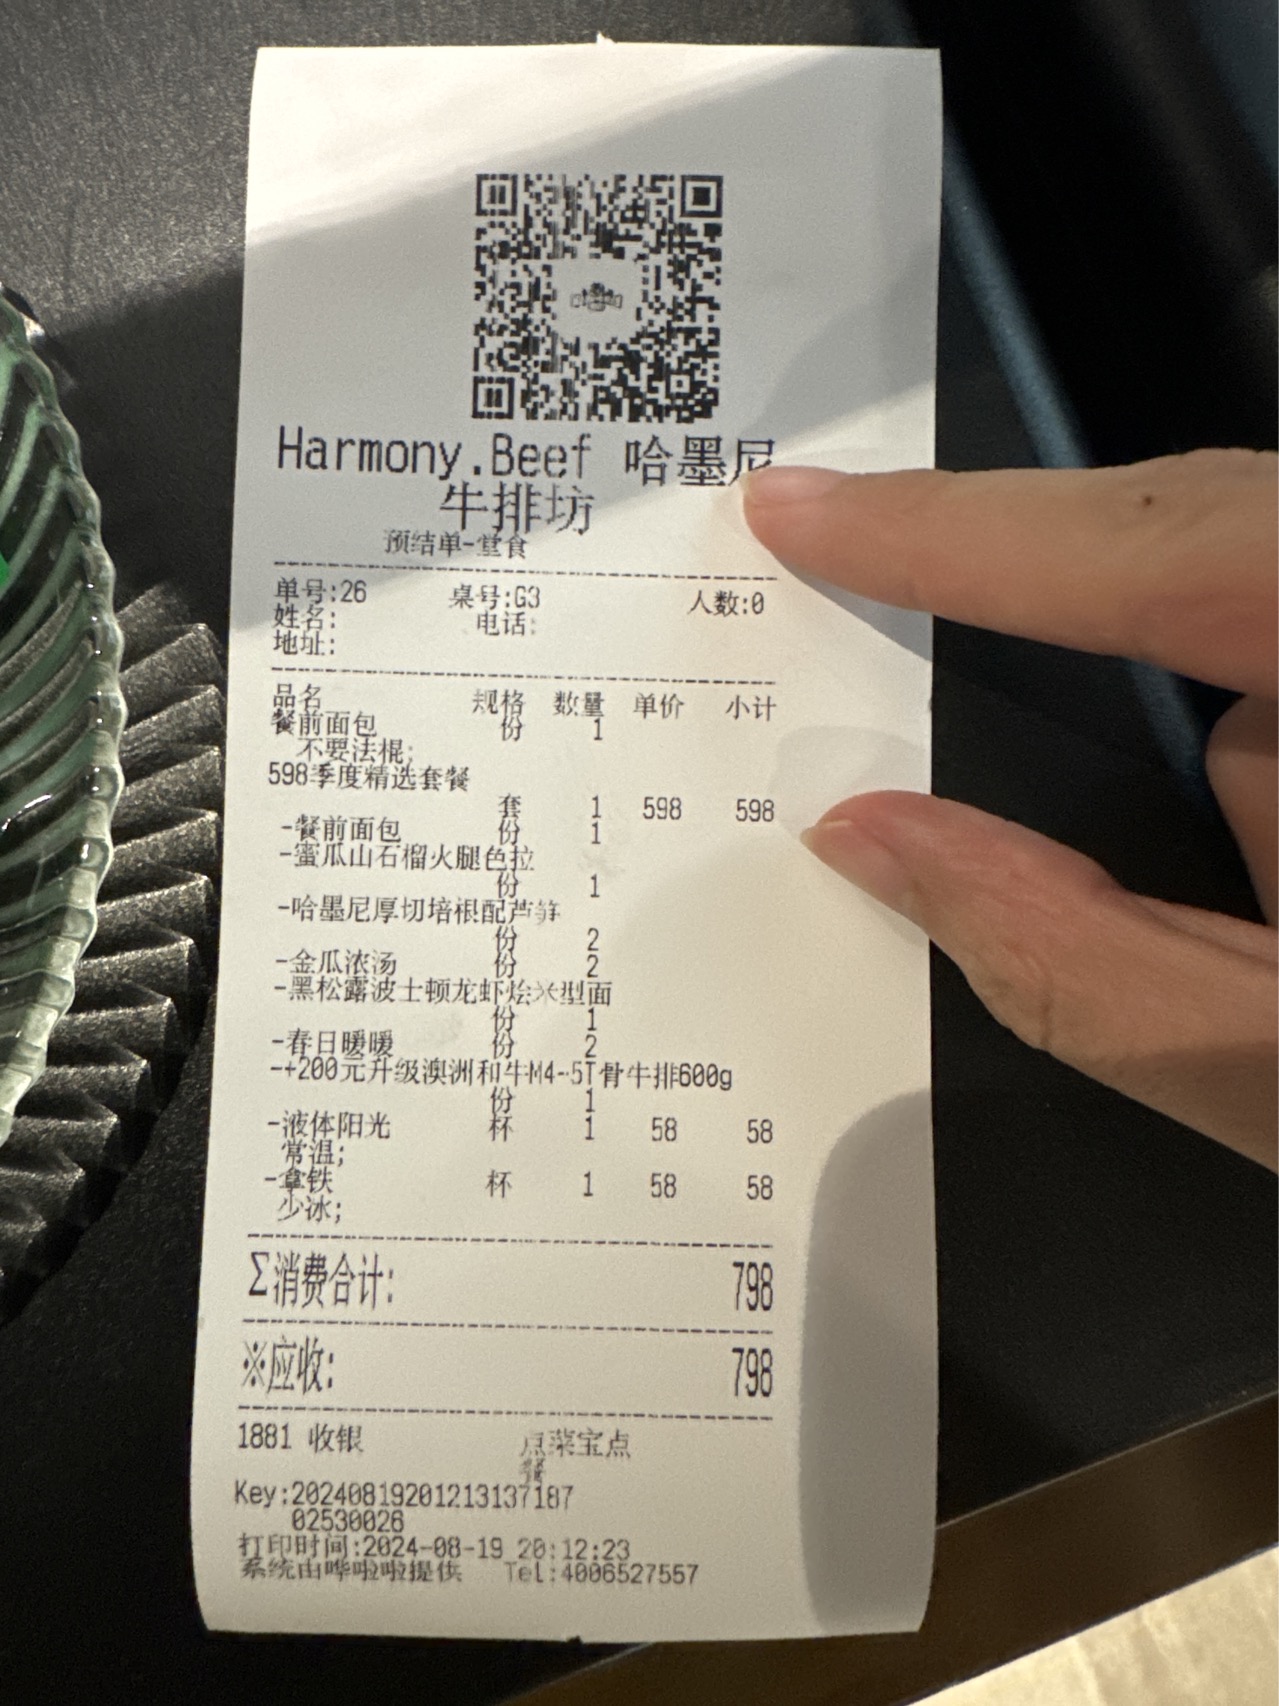 Harmony.Beef 哈墨尼
牛排坊
预结单-堂食
单号:26 桌号:G3 人数:0
姓名: 电话:
地址:
品名 规格 数量 单价 小计
餐前面包 份 1
不要法棍;
598季度精选套餐
套 1 598 598
-餐前面包 份 1
-蜜瓜山石榴火腿色拉
份 1
-哈墨尼厚切培根配芦笋
份 2
-金瓜浓汤 份 2
-黑松露波士顿龙虾烩米型面
份 1
-春日暖暖 份 2
-+200元升级澳洲和牛M4-5T骨牛排600g
份 1
-液体阳光 杯 1 58 58
常温;
-拿铁 杯 1 58 58
少冰;
Σ消费合计: 798
※应收: 798
1881 收银 点菜宝点
餐
Key:20240819201213137187
02530026
打印时间:2024-08-19 20:12:23
系统由哗啦啦提供 Tel:4006527557